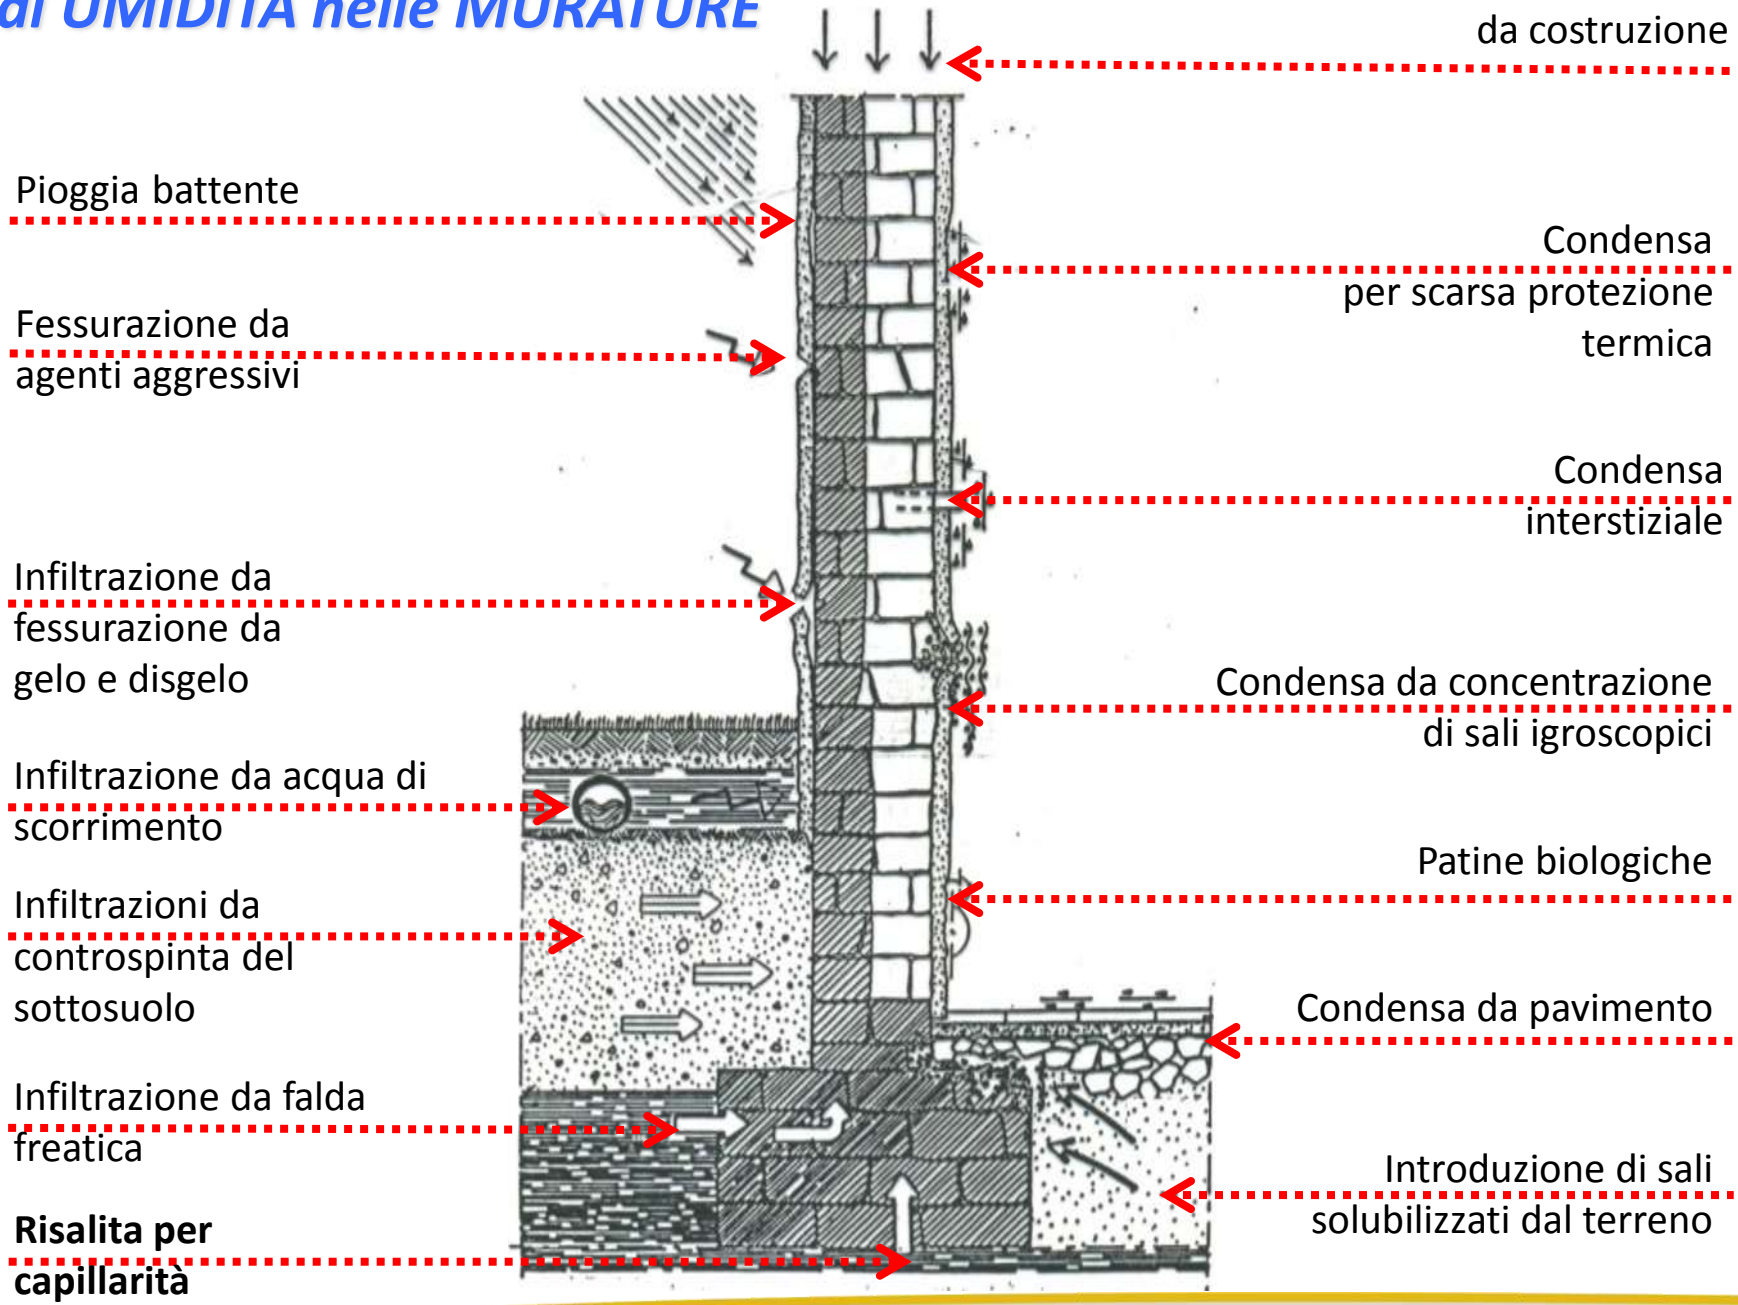 di UMIDITÀ nelle MURATURE
da costruzione
Pioggia battente
Condensa
per scarsa protezione
termica
Fessurazione da
agenti aggressivi
Condensa
interstiziale
Infiltrazione da
fessurazione da
gelo e disgelo
Condensa da concentrazione
di sali igroscopici
Infiltrazione da acqua di
scorrimento
Patine biologiche
Infiltrazioni da
controspinta del
sottosuolo
Condensa da pavimento
Infiltrazione da falda
freatica
Introduzione di sali
solubilizzati dal terreno
Risalita per
capillarità